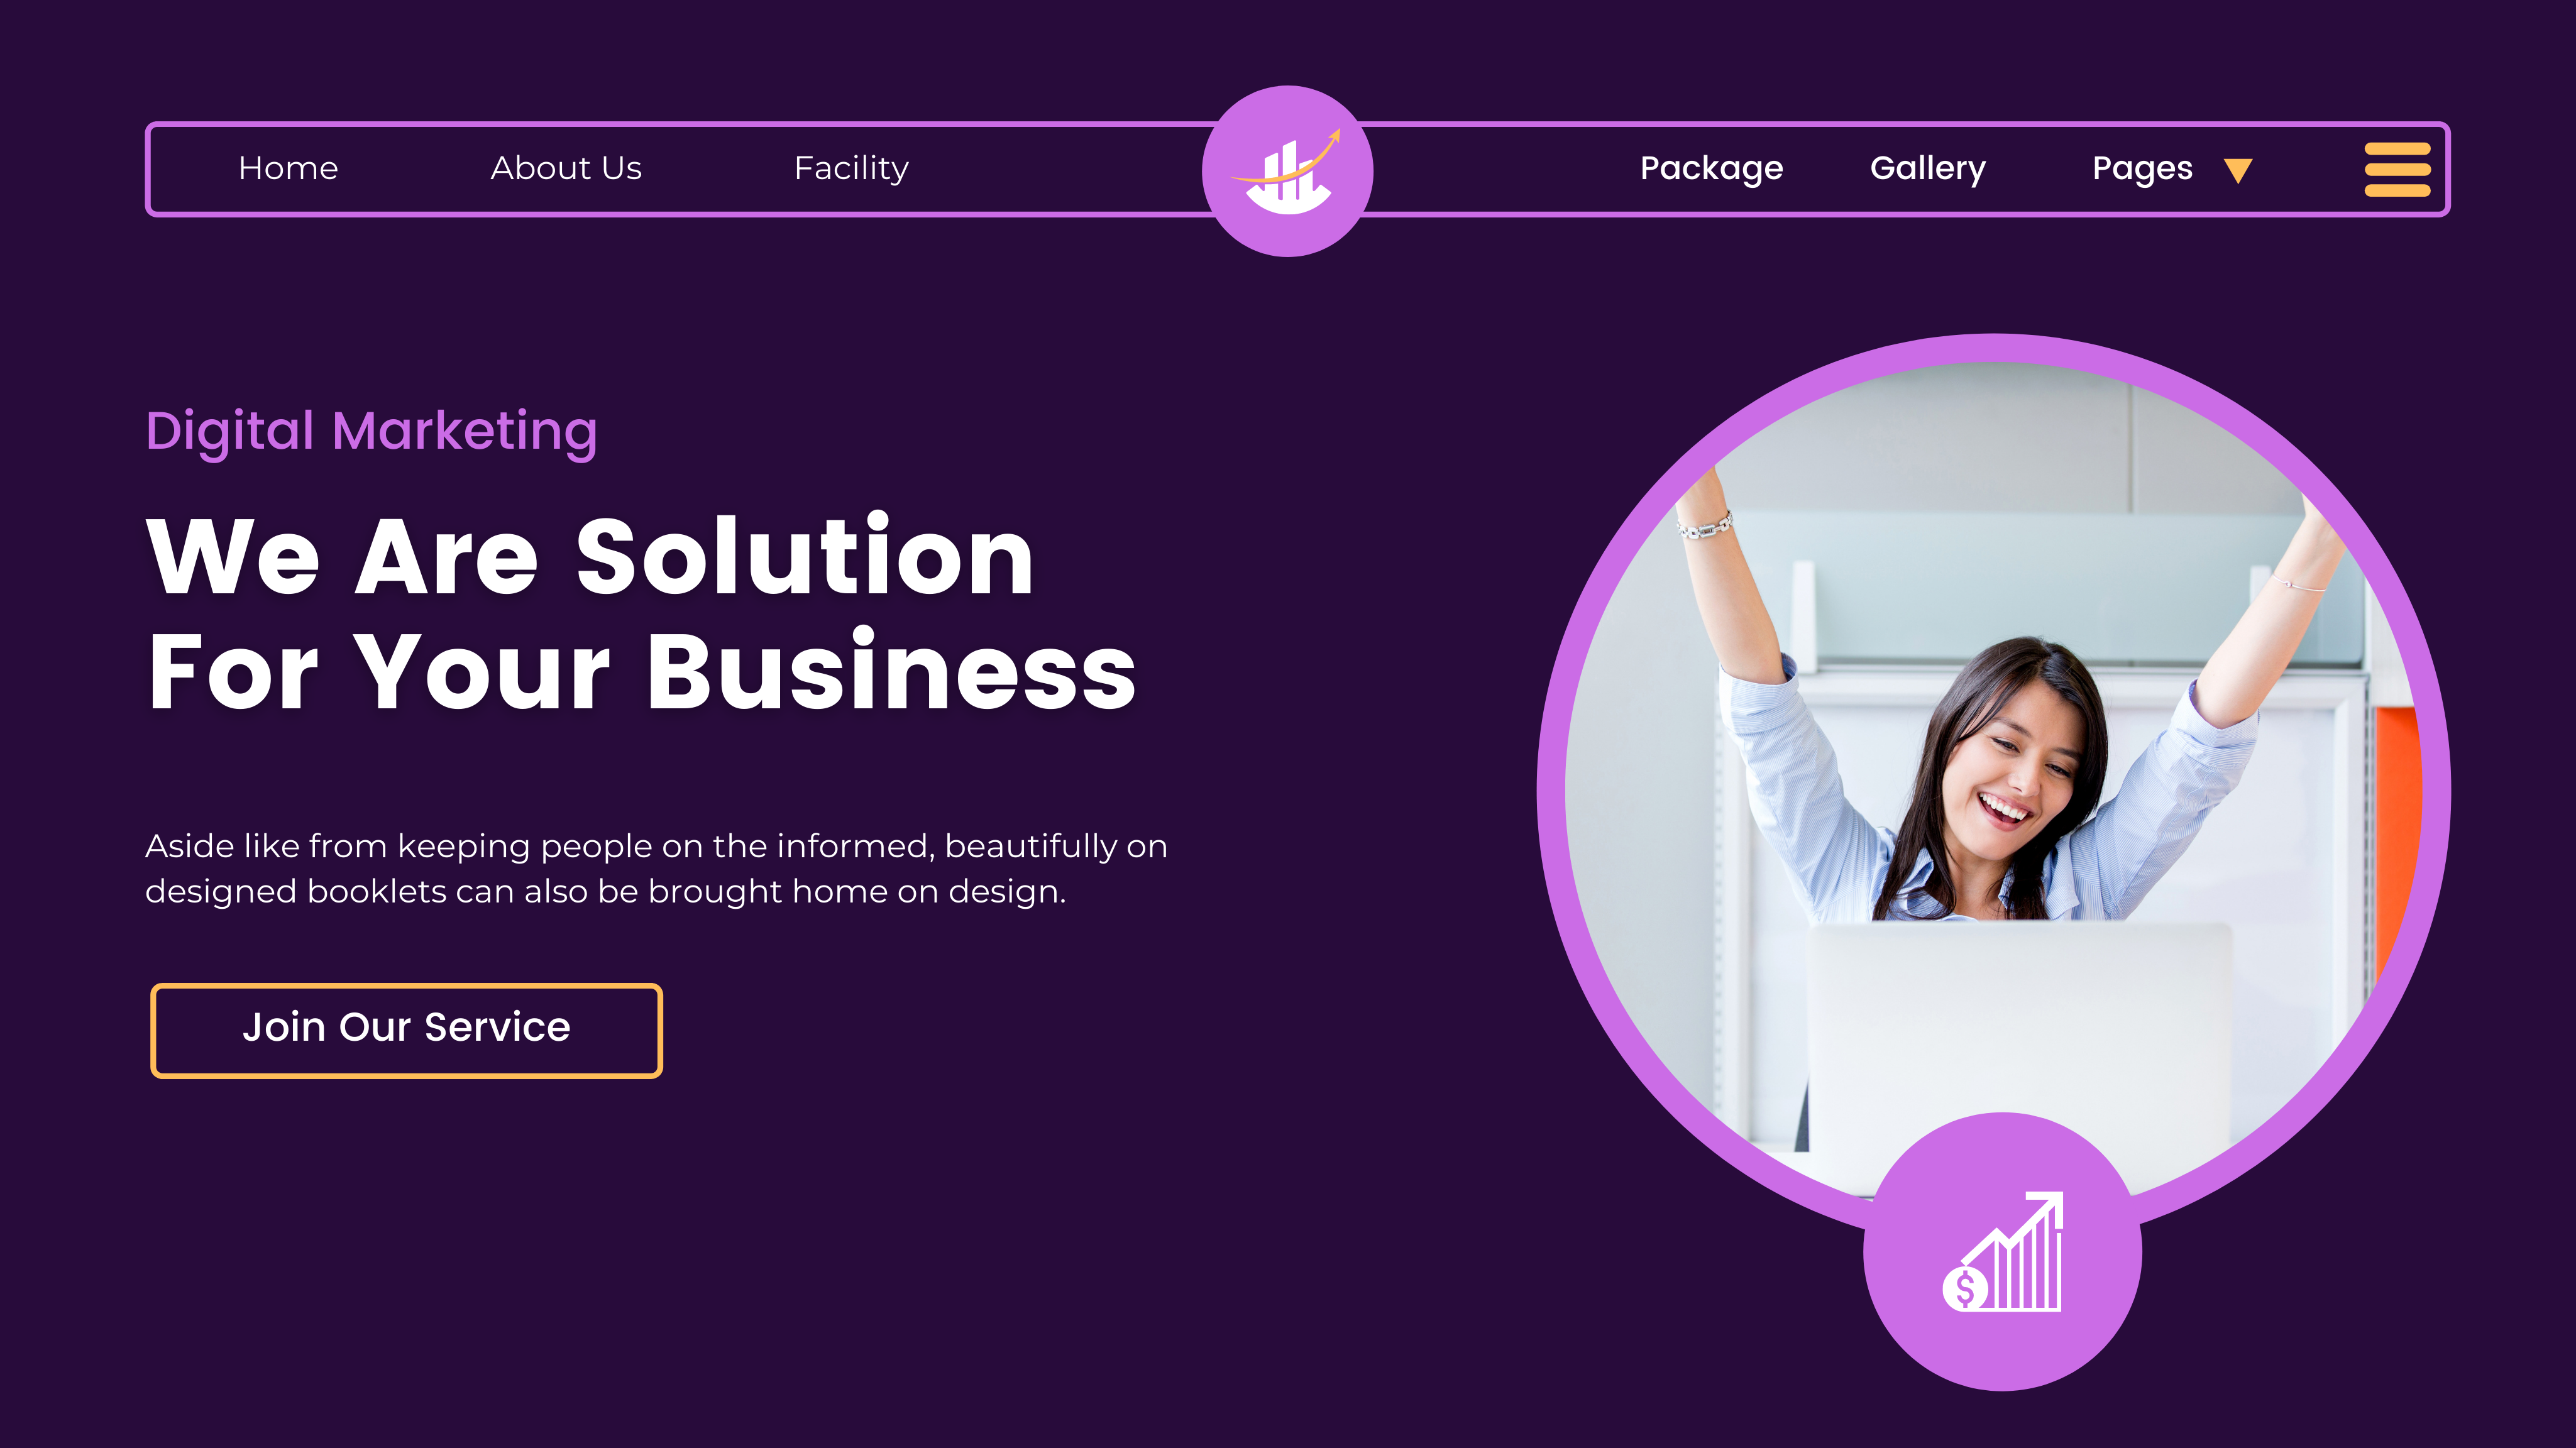 Home About Us Facility Package Gallery Pages
Digital Marketing
We Are Solution
For Your Business
Aside like from keeping people on the informed, beautifully on
designed booklets can also be brought home on design.
Join Our Service
$